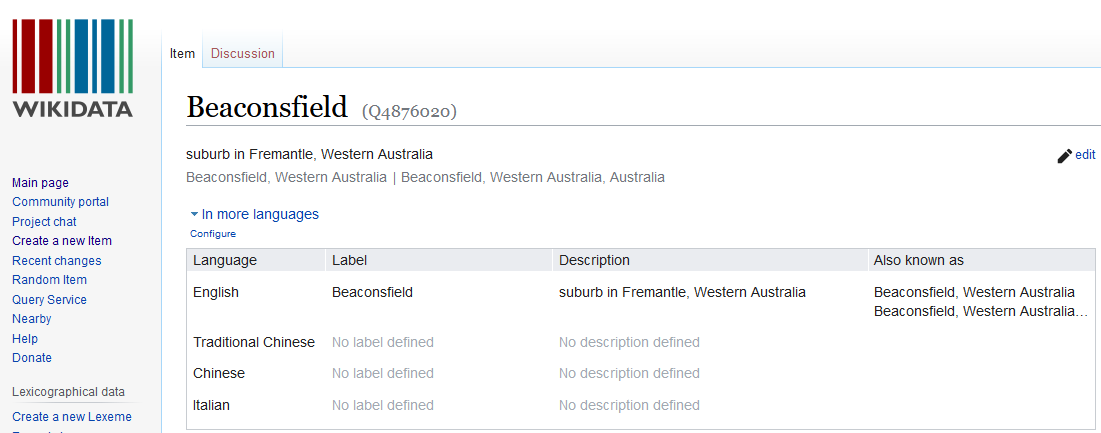 WIKIDATA
Main page
Community portal
Project chat
Create a new Item
Recent changes
Random Item
Query Service
Nearby
Help
Donate
Lexicographical data
Create a new Lexeme
Item Discussion
Beaconsfield (Q4876020)
suburb in Fremantle, Western Australia edit
Beaconsfield, Western Australia | Beaconsfield, Western Australia, Australia
In more languages
Configure
Language Label Description Also known as
English Beaconsfield suburb in Fremantle, Western Australia Beaconsfield, Western Australia
Beaconsfield, Western Australia…
Traditional Chinese No label defined No description defined
Chinese No label defined No description defined
Italian No label defined No description defined